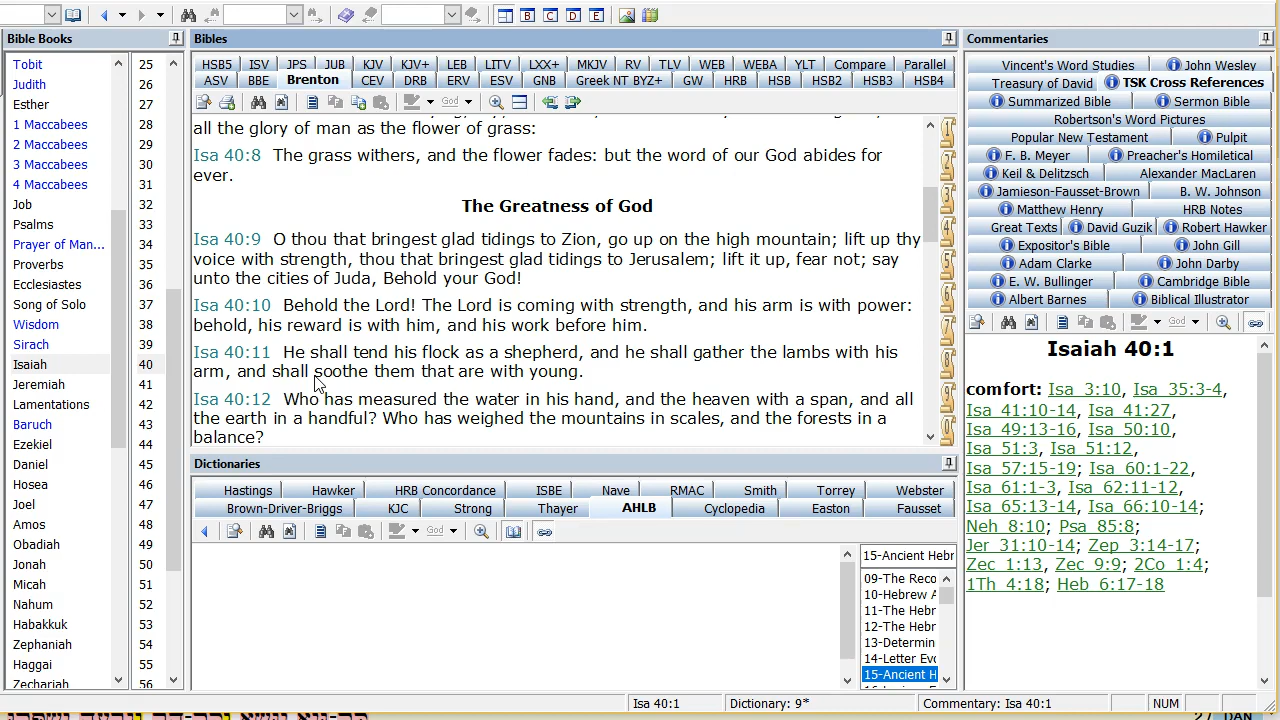 B C D E
Bible Books
Tobit
Judith
Esther
1 Maccabees
2 Maccabees
3 Maccabees
4 Maccabees
Job
Psalms
Prayer of Man...
Proverbs
Ecclesiastes
Song of Solo
Wisdom
Sirach
Isaiah
Jeremiah
Lamentations
Baruch
Ezekiel
Daniel
Hosea
Joel
Amos
Obadiah
Jonah
Micah
Nahum
Habakkuk
Zephaniah
Haggai
Zechariah
25
26
27
28
29
30
31
32
33
34
35
36
37
38
39
40
41
42
43
44
45
46
47
48
49
50
51
52
53
54
55
56
Bibles
HSB5 ISV JPS JUB KJV KJV+ LEB LITV LXX+ MKJV RV TLV WEB WEBA YLT Compare Parallel
ASV BBE Brenton CEV DRB ERV ESV GNB Greek NT BYZ+ GW HRB HSB HSB2 HSB3 HSB4
God
all the glory of man as the flower of grass:
Isa 40:8 The grass withers, and the flower fades: but the word of our God abides for
ever.
The Greatness of God
Isa 40:9 O thou that bringest glad tidings to Zion, go up on the high mountain; lift up thy
voice with strength, thou that bringest glad tidings to Jerusalem; lift it up, fear not; say
unto the cities of Juda, Behold your God!
Isa 40:10 Behold the Lord! The Lord is coming with strength, and his arm is with power:
behold, his reward is with him, and his work before him.
Isa 40:11 He shall tend his flock as a shepherd, and he shall gather the lambs with his
arm, and shall soothe them that are with young.
Isa 40:12 Who has measured the water in his hand, and the heaven with a span, and all
the earth in a handful? Who has weighed the mountains in scales, and the forests in a
balance?
Dictionaries
Hastings Hawker HRB Concordance ISBE Nave RMAC Smith Torrey Webster
Brown-Driver-Briggs KJC Strong Thayer AHLB Cyclopedia Easton Fausset
God
15-Ancient Hebr
09-The Reco
10-Hebrew A
11-The Hebr
12-The Hebr
13-Determin
14-Letter Evo
15-Ancient H
Commentaries
Vincent's Word Studies John Wesley
Treasury of David TSK Cross References
Summarized Bible Sermon Bible
Robertson's Word Pictures
Popular New Testament Pulpit
F. B. Meyer Preacher's Homiletical
Keil & Delitzsch Alexander MacLaren
Jamieson-Fausset-Brown B. W. Johnson
Matthew Henry HRB Notes
Great Texts David Guzik Robert Hawker
Expositor's Bible John Gill
Adam Clarke John Darby
E. W. Bullinger Cambridge Bible
Albert Barnes Biblical Illustrator
God
Isaiah 40:1
comfort: Isa 3:10, Isa 35:3-4,
Isa 41:10-14, Isa 41:27,
Isa 49:13-16, Isa 50:10,
Isa 51:3, Isa 51:12,
Isa 57:15-19; Isa 60:1-22,
Isa 61:1-3, Isa 62:11-12,
Isa 65:13-14, Isa 66:10-14;
Neh 8:10; Psa 85:8;
Jer 31:10-14; Zep 3:14-17;
Zec 1:13, Zec 9:9; 2Co 1:4;
1Th 4:18; Heb 6:17-18
Isa 40:1 Dictionary: 9* Commentary: Isa 40:1 NUM
27 DAN